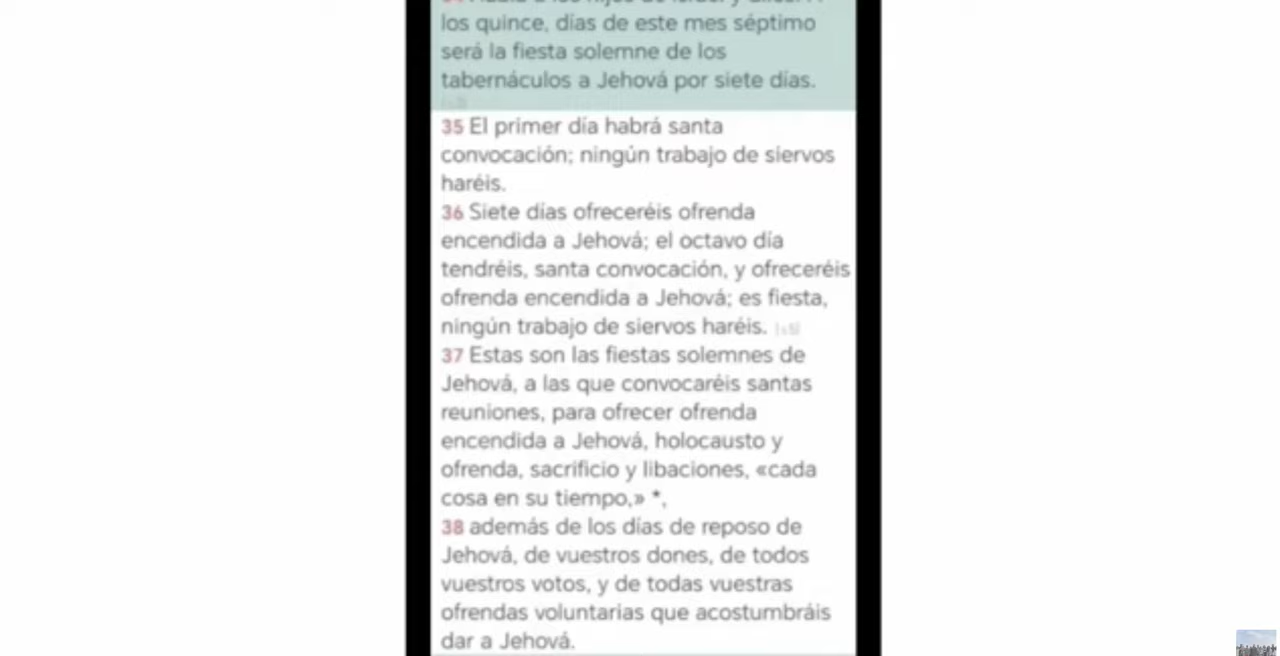 los quince, días de este mes séptimo
será la fiesta solemne de los
tabernáculos a Jehová por siete días.
35 El primer día habrá santa
convocación; ningún trabajo de siervos
haréis.
36 Siete días ofreceréis ofrenda
encendida a Jehová; el octavo día
tendréis, santa convocación, y ofreceréis
ofrenda encendida a Jehová; es fiesta,
ningún trabajo de siervos haréis.
37 Estas son las fiestas solemnes de
Jehová, a las que convocaréis santas
reuniones, para ofrecer ofrenda
encendida a Jehová, holocausto y
ofrenda, sacrificio y libaciones, «cada
cosa en su tiempo,» *,
38 además de los días de reposo de
Jehová, de vuestros dones, de todos
vuestros votos, y de todas vuestras
ofrendas voluntarias que acostumbráis
dar a Jehová.